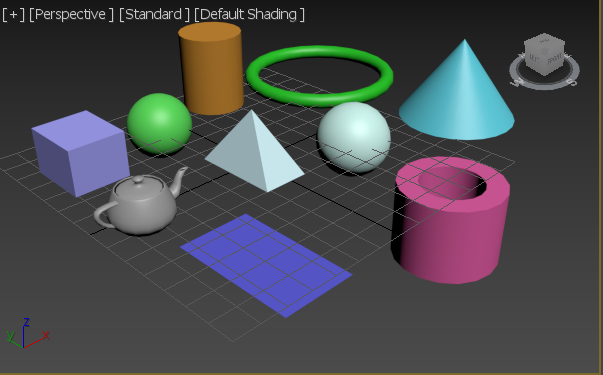 [+] [Perspective ] [Standard ] [Default Shading ]
z
y
x